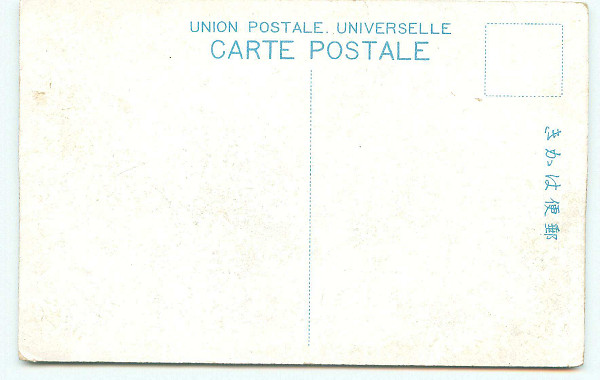 UNION POSTALE. UNIVERSELLE
CARTE POSTALE
きかは便郵